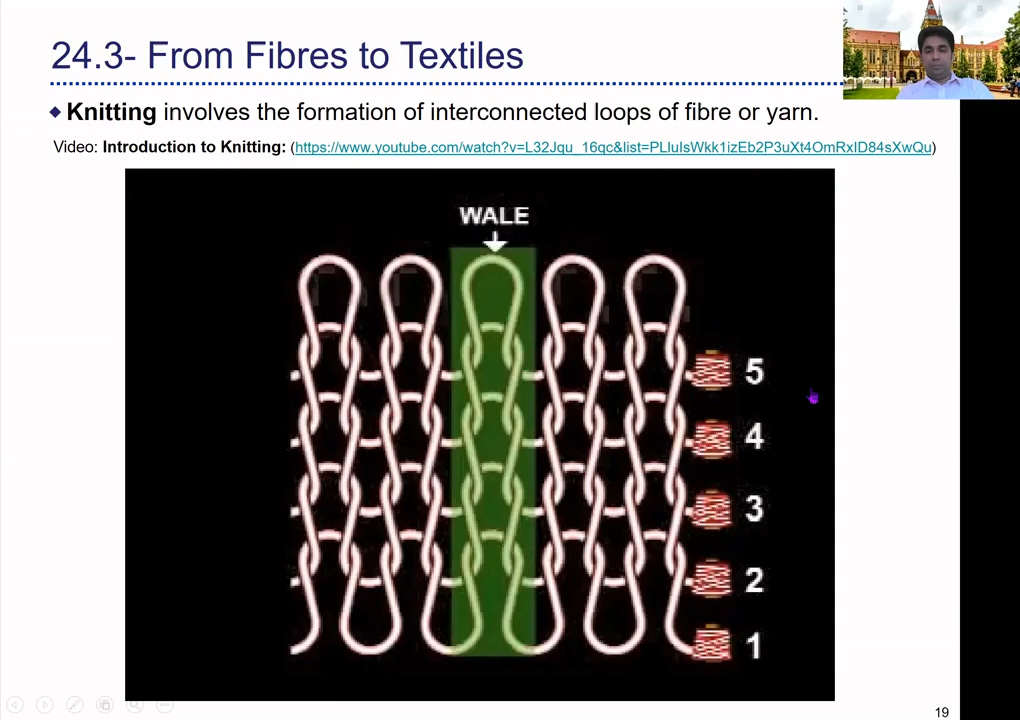 24.3- From Fibres to Textiles
Knitting involves the formation of interconnected loops of fibre or yarn.
Video: Introduction to Knitting: (https://www.youtube.com/watch?v=L32Jqu_16qc&list=PLluIsWkk1izEb2P3uXt4OmRxID84sXwQu)
WALE
5
4
3
2
1
19